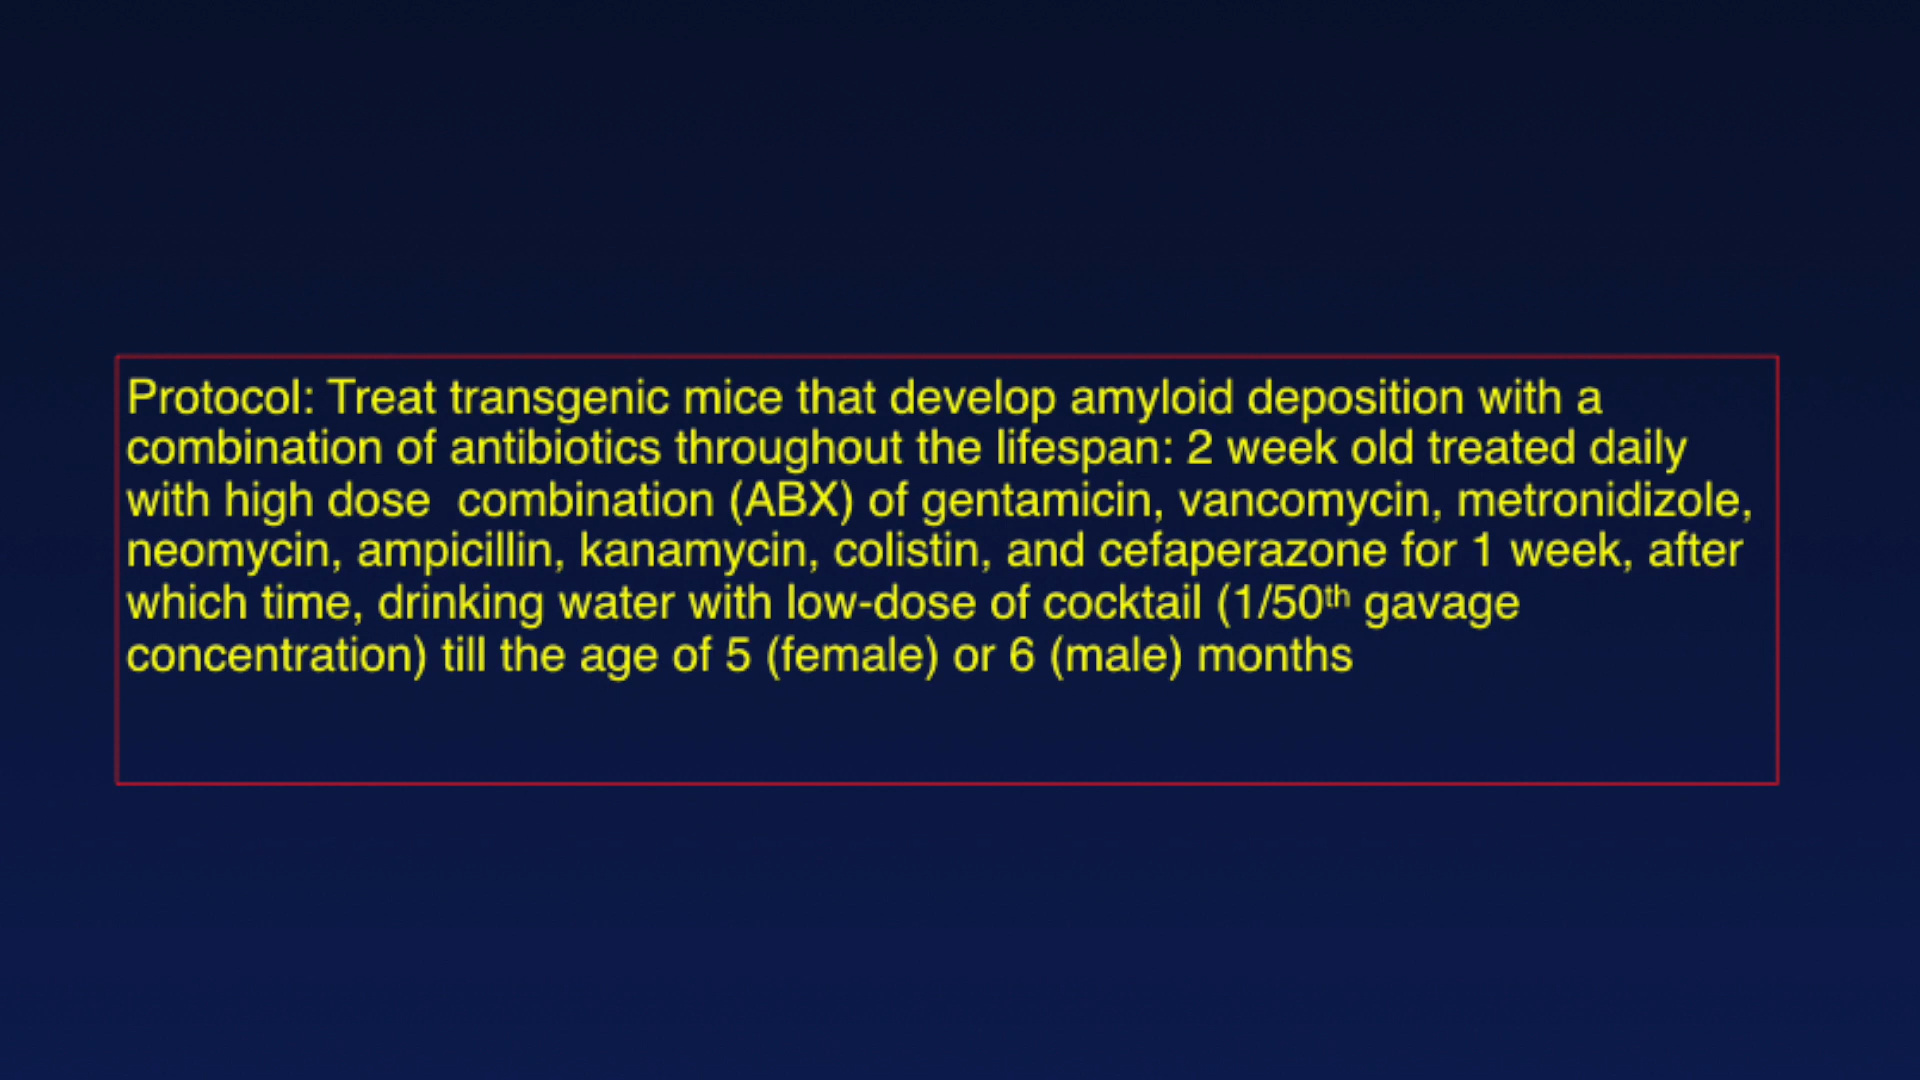 Protocol: Treat transgenic mice that develop amyloid deposition with a
combination of antibiotics throughout the lifespan: 2 week old treated daily
with high dose  combination (ABX) of gentamicin, vancomycin, metronidizole,
neomycin, ampicillin, kanamycin, colistin, and cefaperazone for 1 week, after
which time, drinking water with low-dose of cocktail (1/50th gavage
concentration) till the age of 5 (female) or 6 (male) months